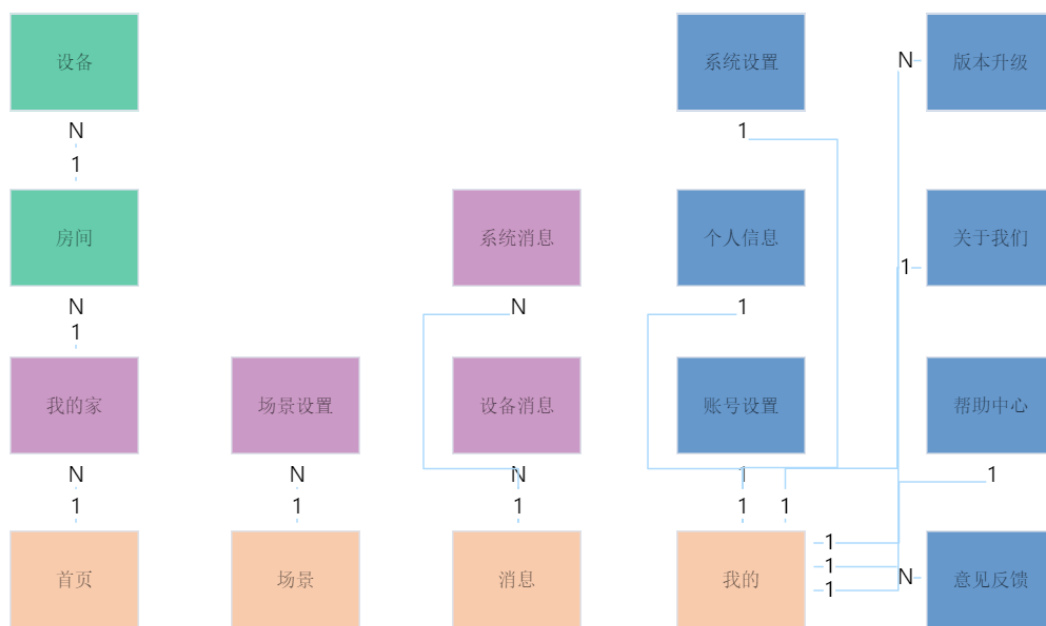 设备
系统设置
N
版本升级
N
1
1
房间
系统消息
个人信息
1
关于我们
N
N
1
1
我的家
场景设置
设备消息
账号设置
帮助中心
N
N
N
1
1
1
1
1
1
1
1
1
1
首页
场景
消息
我的
N
意见反馈